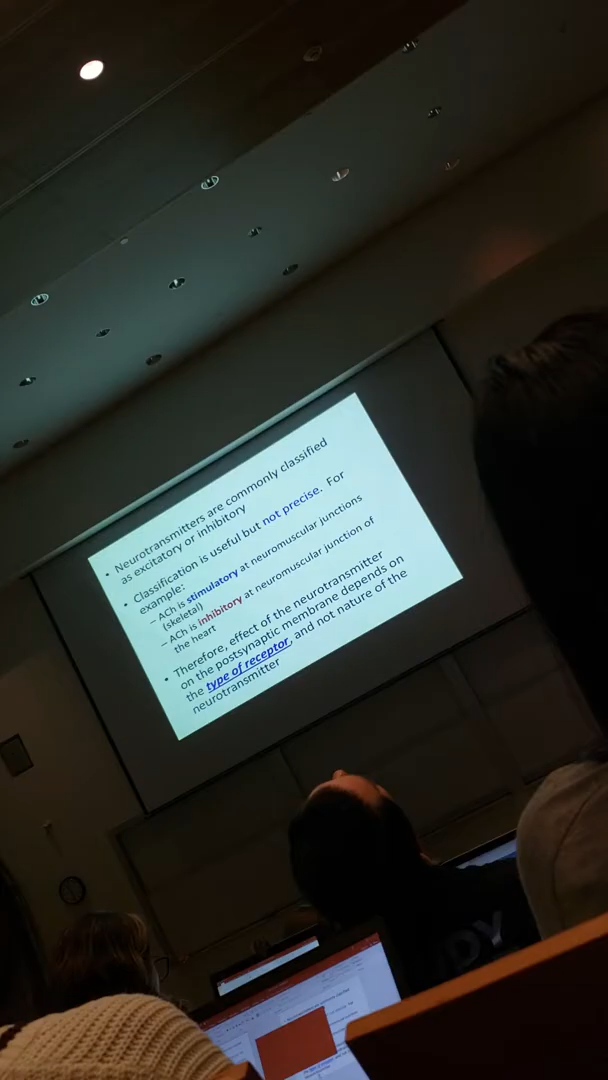 • Neurotransmitters are commonly classified
as excitatory or inhibitory
• Classification is useful but not precise. For
example:
– ACh is stimulatory at neuromuscular junctions
(skeletal)
– ACh is inhibitory at neuromuscular junction of
the heart
• Therefore, effect of the neurotransmitter
on the postsynaptic membrane depends on
the type of receptor, and not nature of the
neurotransmitter